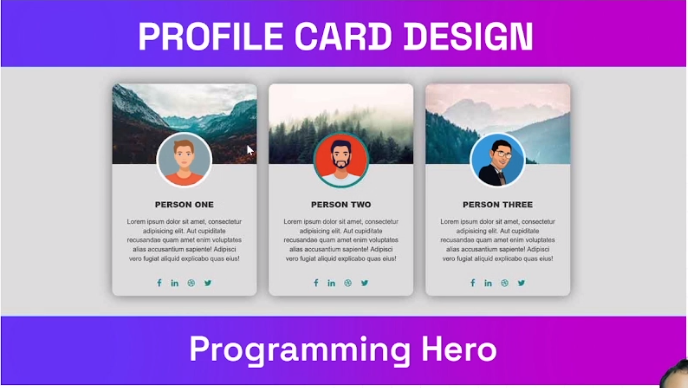 PROFILE CARD DESIGN
PERSON ONE
Lorem ipsum dolor sit amet, consectetur
adipisicing elit. Aut cupiditate
recusandae quam amet enim voluptates
alias accusantium sapiente! Adipisci
vero fugiat aliquid explicabo quas eius!
PERSON TWO
Lorem ipsum dolor sit amet, consectetur
adipisicing elit. Aut cupiditate
recusandae quam amet enim voluptates
alias accusantium sapiente! Adipisci
vero fugiat aliquid explicabo quas eius!
PERSON THREE
Lorem ipsum dolor sit amet, consectetur
adipisicing elit. Aut cupiditate
recusandae quam amet enim voluptates
alias accusantium sapiente! Adipisci
vero fugiat aliquid explicabo quas eius!
Programming Hero